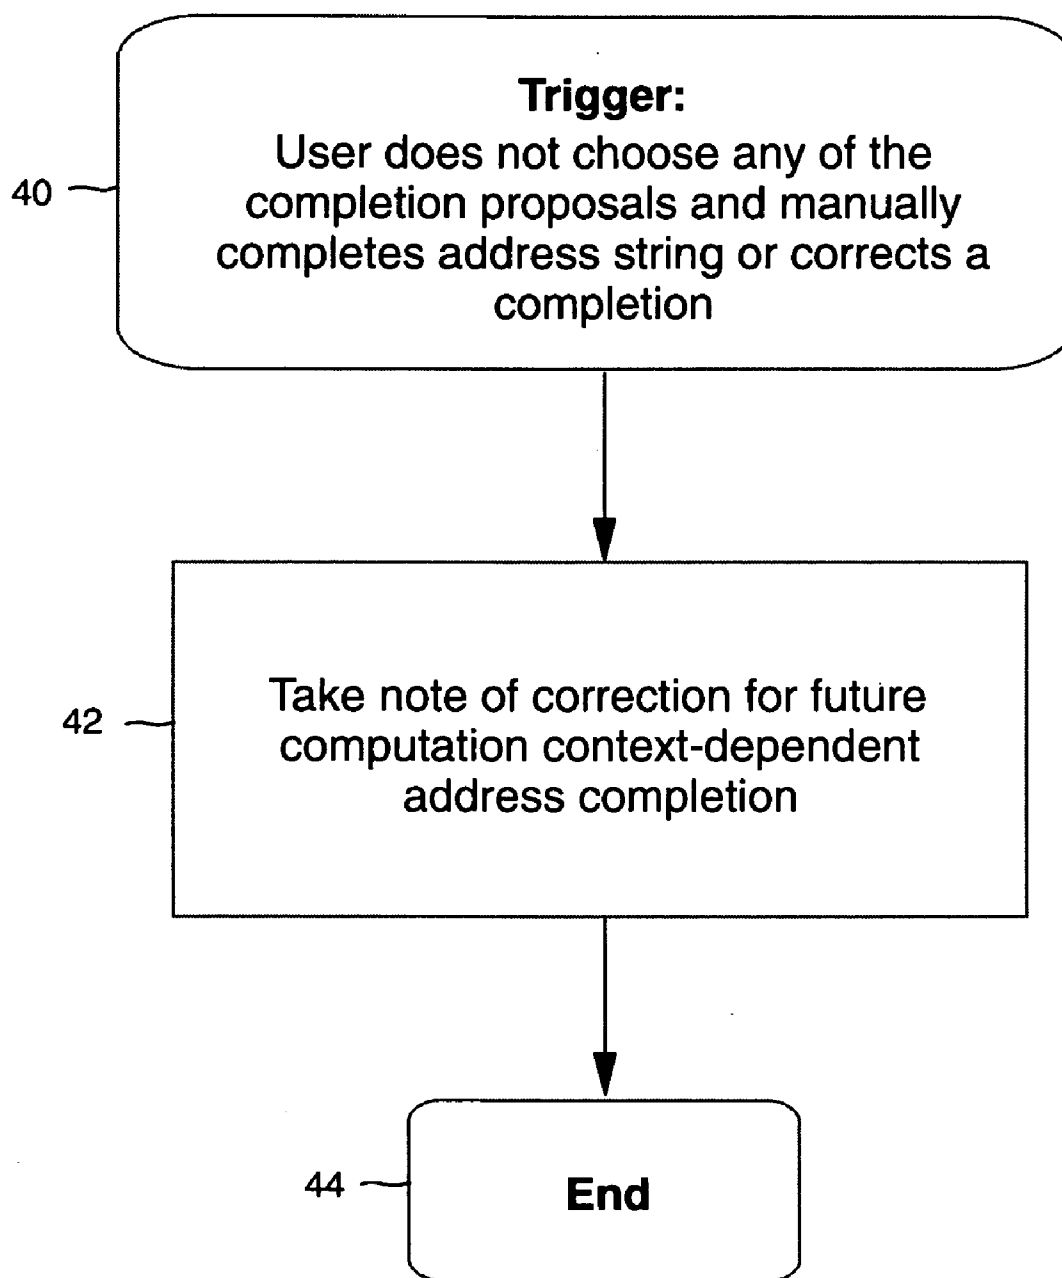 Trigger:
User does not choose any of the
completion proposals and manually
completes address string or corrects a
completion
40
Take note of correction for future
computation context-dependent
address completion
42
End
44